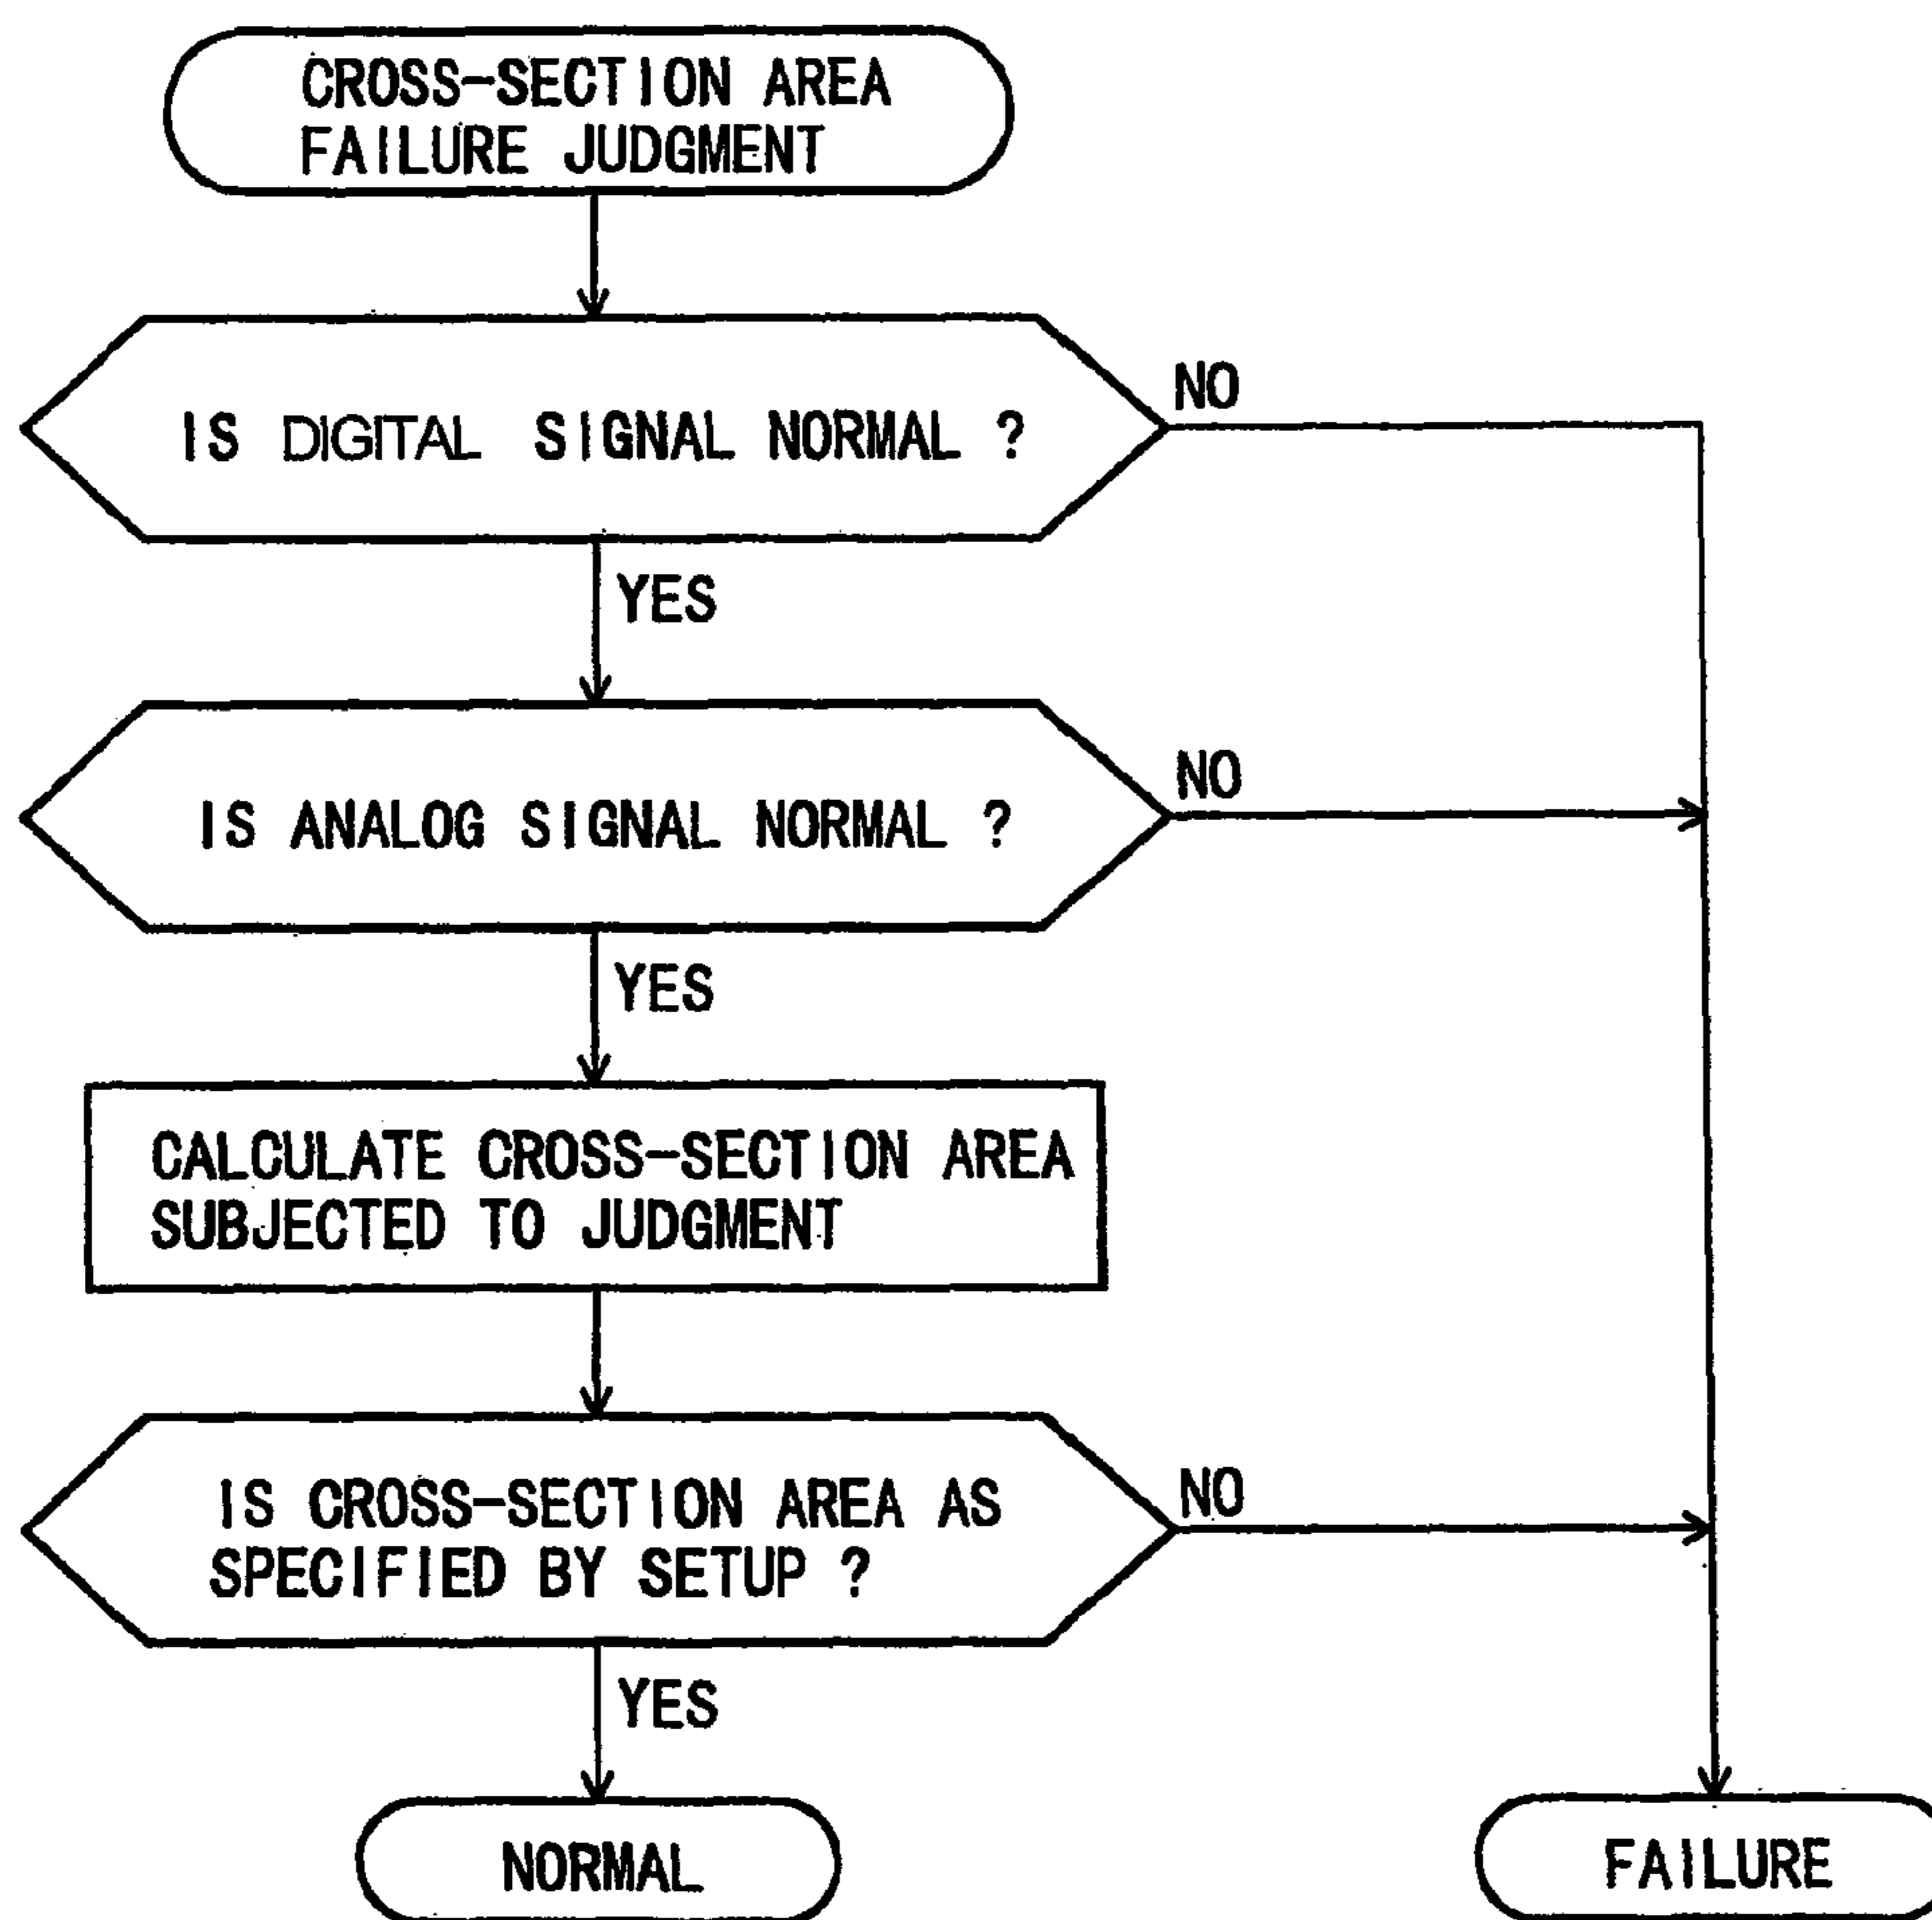 CROSS-SECTION AREA
FAILURE JUDGMENT
IS DIGITAL SIGNAL NORMAL ?
NO
YES
IS ANALOG SIGNAL NORMAL ?
NO
YES
CALCULATE CROSS-SECTION AREA
SUBJECTED TO JUDGMENT
IS CROSS-SECTION AREA AS
SPECIFIED BY SETUP ?
NO
YES
NORMAL
FAILURE